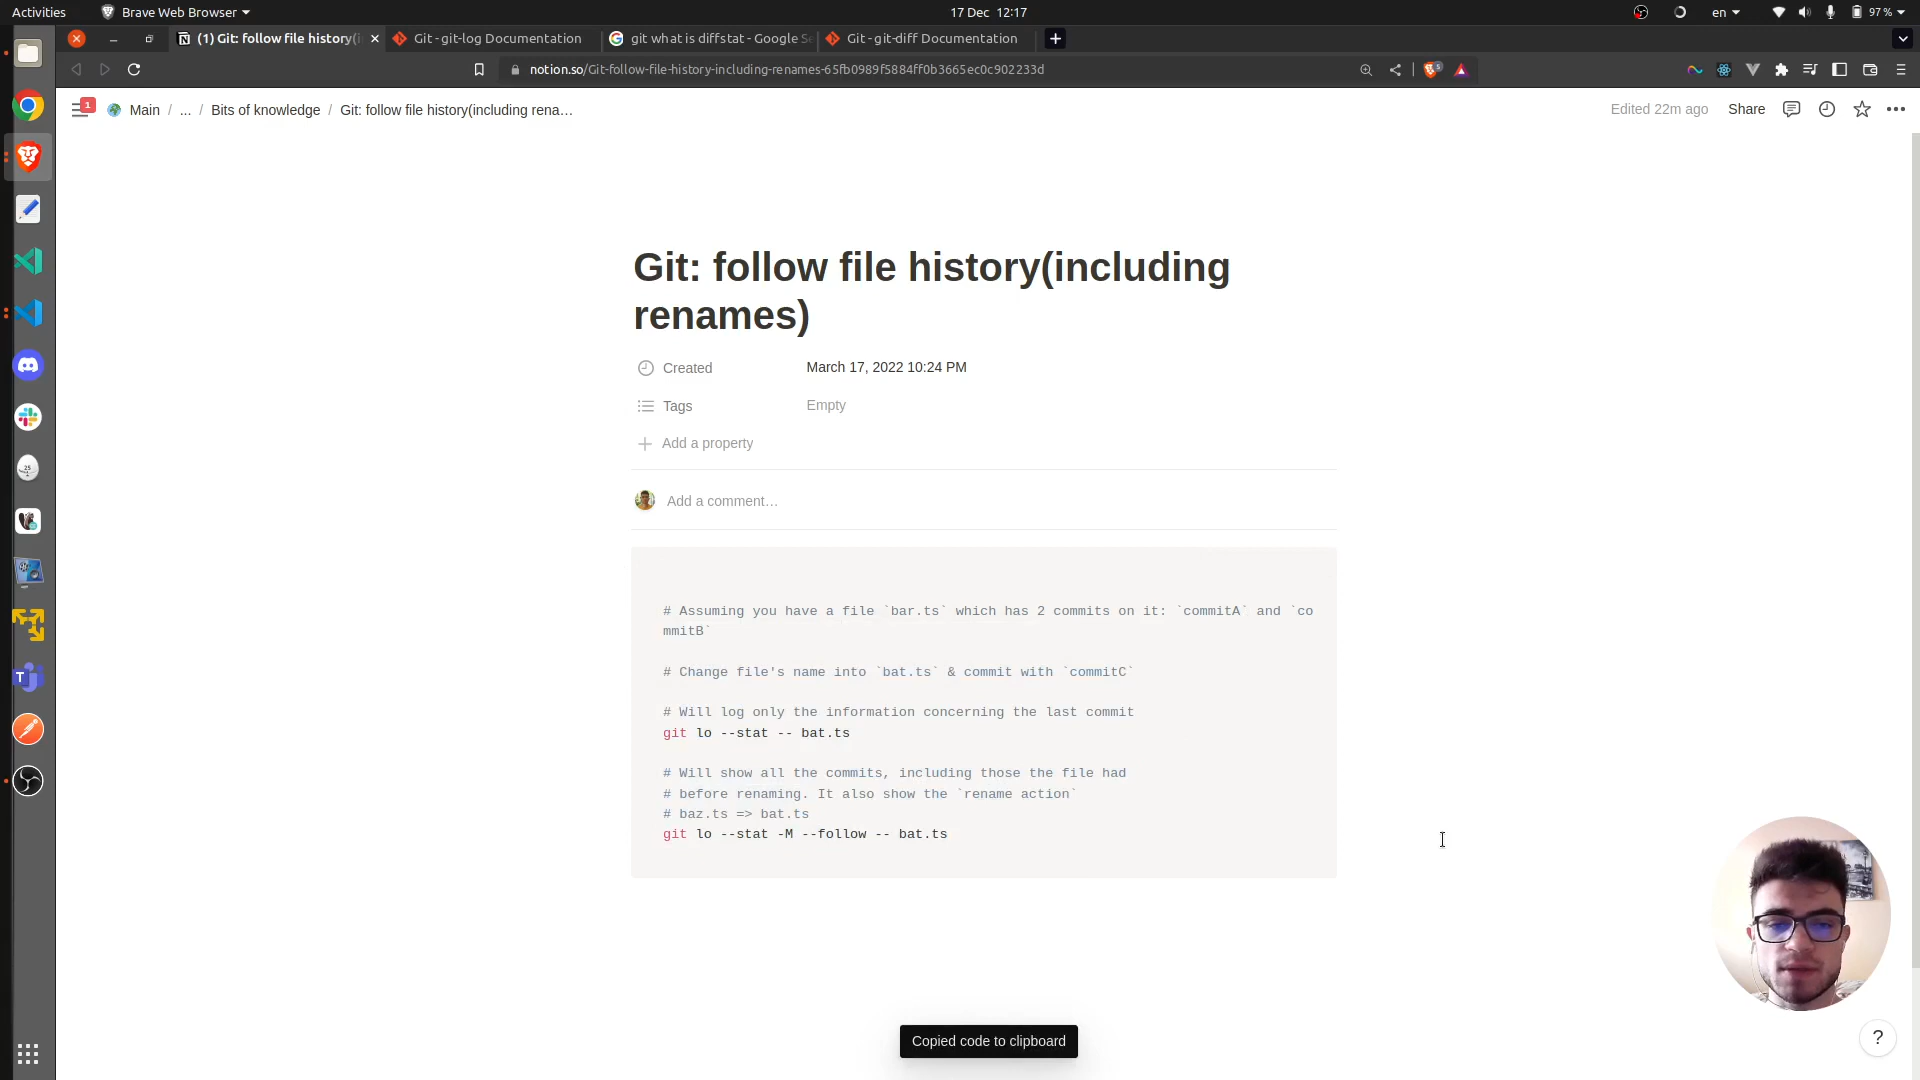 Activities
Brave Web Browser
17 Dec 12:17
en
97 %
(1) Git: follow file history(i
Git - git-log Documentation
git what is diffstat - Google Se
Git - git-diff Documentation
notion.so/Git-follow-file-history-including-renames-65fb0989f5884ff0b3665ec0c902233d
5
1
Main / ... / Bits of knowledge / Git: follow file history(including rena…
Edited 22m ago
Share
Git: follow file history(including
renames)
Created
March 17, 2022 10:24 PM
Tags
Empty
Add a property
Add a comment…
# Assuming you have a file `bar.ts` which has 2 commits on it: `commitA` and `co
mmitB`
# Change file's name into `bat.ts` & commit with `commitC`
# Will log only the information concerning the last commit
git lo --stat -- bat.ts
# Will show all the commits, including those the file had
# before renaming. It also show the `rename action`
# baz.ts => bat.ts
git lo --stat -M --follow -- bat.ts
25
T
Copied code to clipboard
?